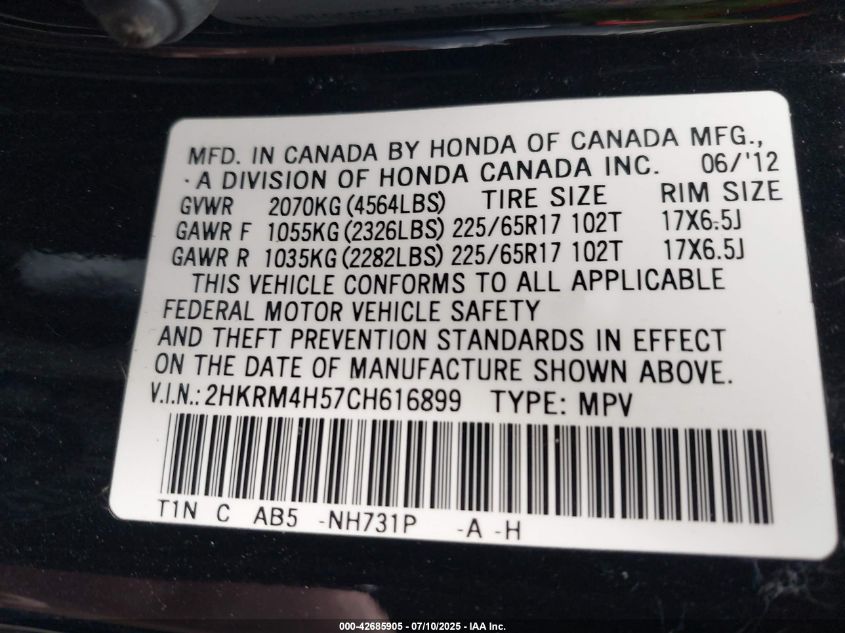 MFD. IN CANADA BY HONDA OF CANADA MFG.,
A DIVISION OF HONDA CANADA INC. 06/'12
GVWR 2070KG (4564LBS) TIRE SIZE RIM SIZE
GAWR F 1055KG (2326LBS) 225/65R17 102T 17X6.5J
GAWR R 1035KG (2282LBS) 225/65R17 102T 17X6.5J
THIS VEHICLE CONFORMS TO ALL APPLICABLE
FEDERAL MOTOR VEHICLE SAFETY
AND THEFT PREVENTION STANDARDS IN EFFECT
ON THE DATE OF MANUFACTURE SHOWN ABOVE.
V.I.N.: 2HKRM4H57CH616899 TYPE: MPV
T1N C AB5 -NH731P -A -H
000-42685905 - 07/10/2025 - IAA Inc.